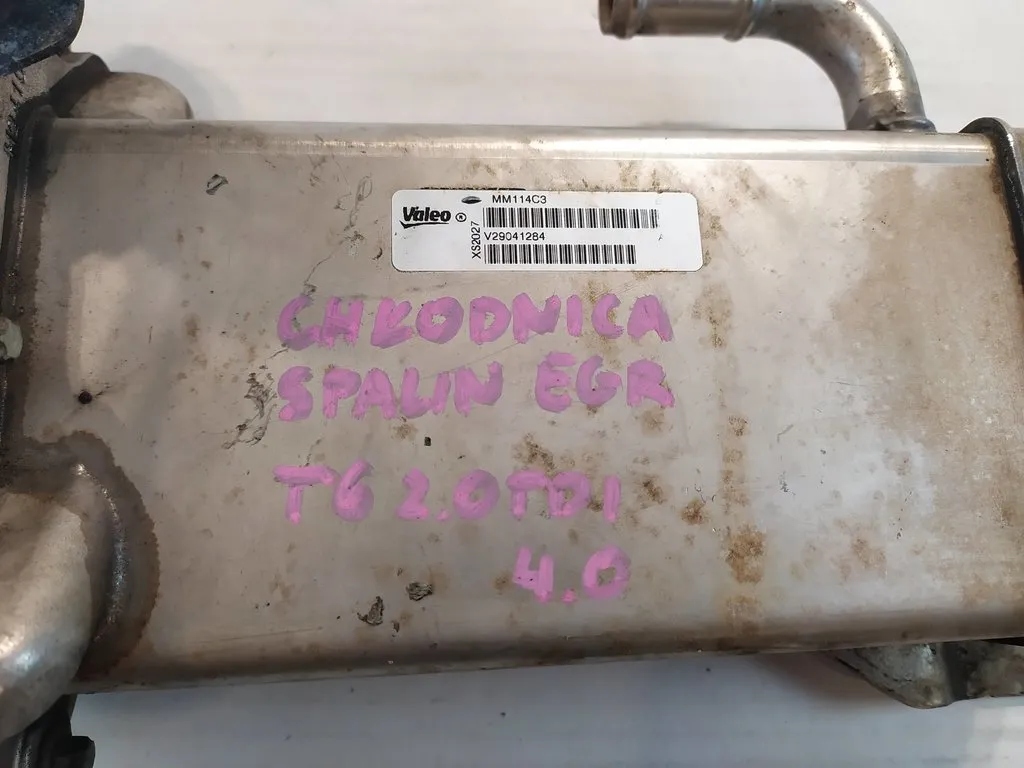 MM114C3
Valeo ®
XS2027
V29041284
CHŁODNICA
SPALIN EGR
T6 2.0TDI
4.0